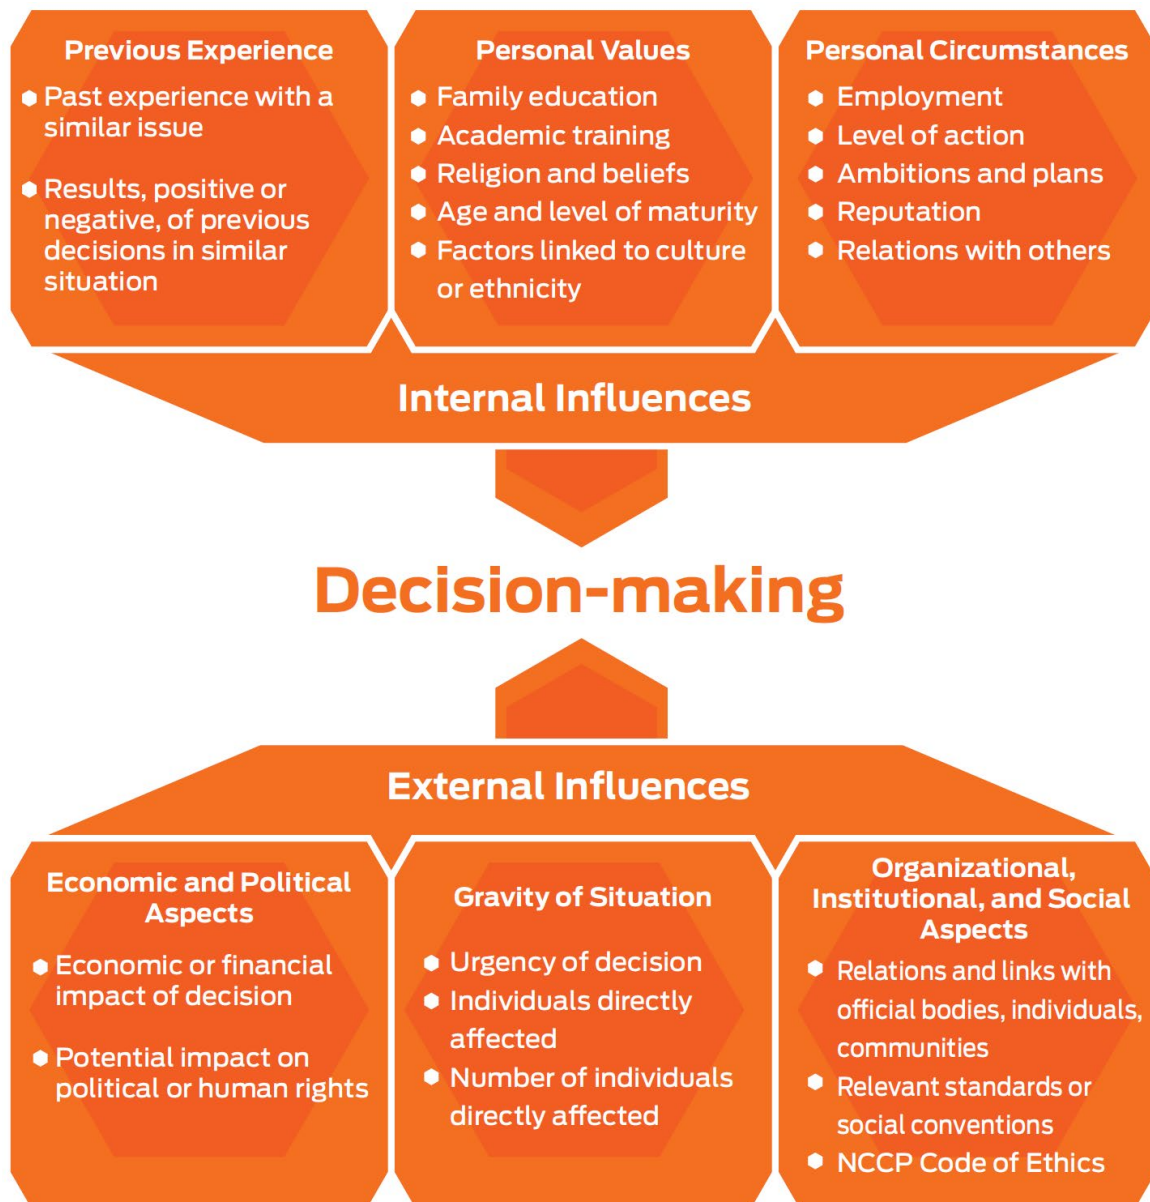 Previous Experience
Past experience with a
similar issue
Results, positive or
negative, of previous
decisions in similar
situation
Personal Values
Family education
Academic training
Religion and beliefs
Age and level of maturity
Factors linked to culture
or ethnicity
Personal Circumstances
Employment
Level of action
Ambitions and plans
Reputation
Relations with others
Internal Influences
Decision-making
External Influences
Economic and Political
Aspects
Economic or financial
impact of decision
Potential impact on
political or human rights
Gravity of Situation
Urgency of decision
Individuals directly
affected
Number of individuals
directly affected
Organizational,
Institutional, and Social
Aspects
Relations and links with
official bodies, individuals,
communities
Relevant standards or
social conventions
NCCP Code of Ethics